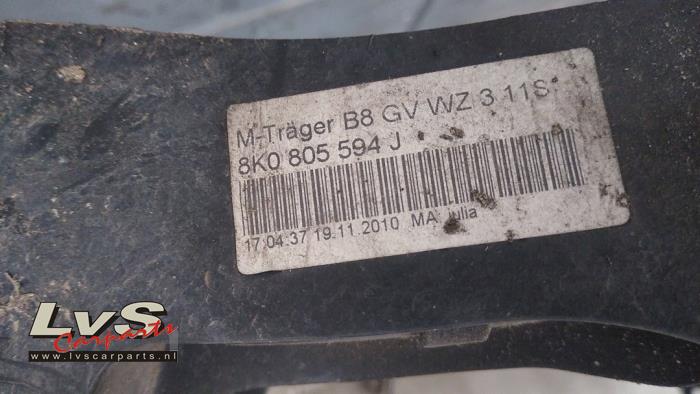 M-Träger B8 GV WZ 3 11S
8K0 805 594 J
17:04:37 19.11.2010 MA julia
LvS
Carparts
www.lvscarparts.nl